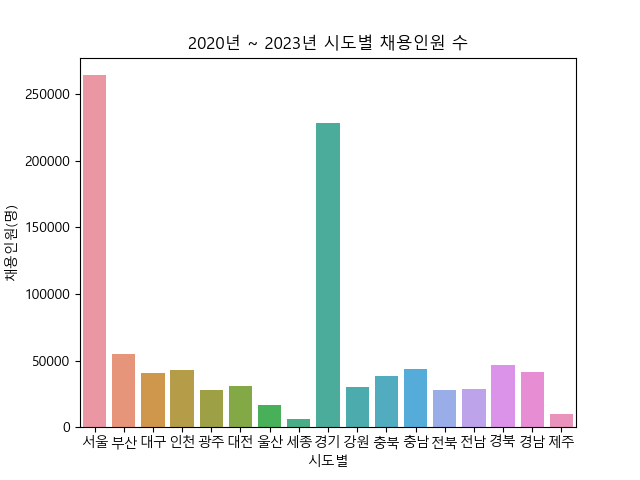 2020년 ~ 2023년 시도별 채용인원 수
채용인원(명)
250000
200000
150000
100000
50000
0
서울 부산 대구 인천 광주 대전 울산 세종 경기 강원 충북 충남 전북 전남 경북 경남 제주
시도별